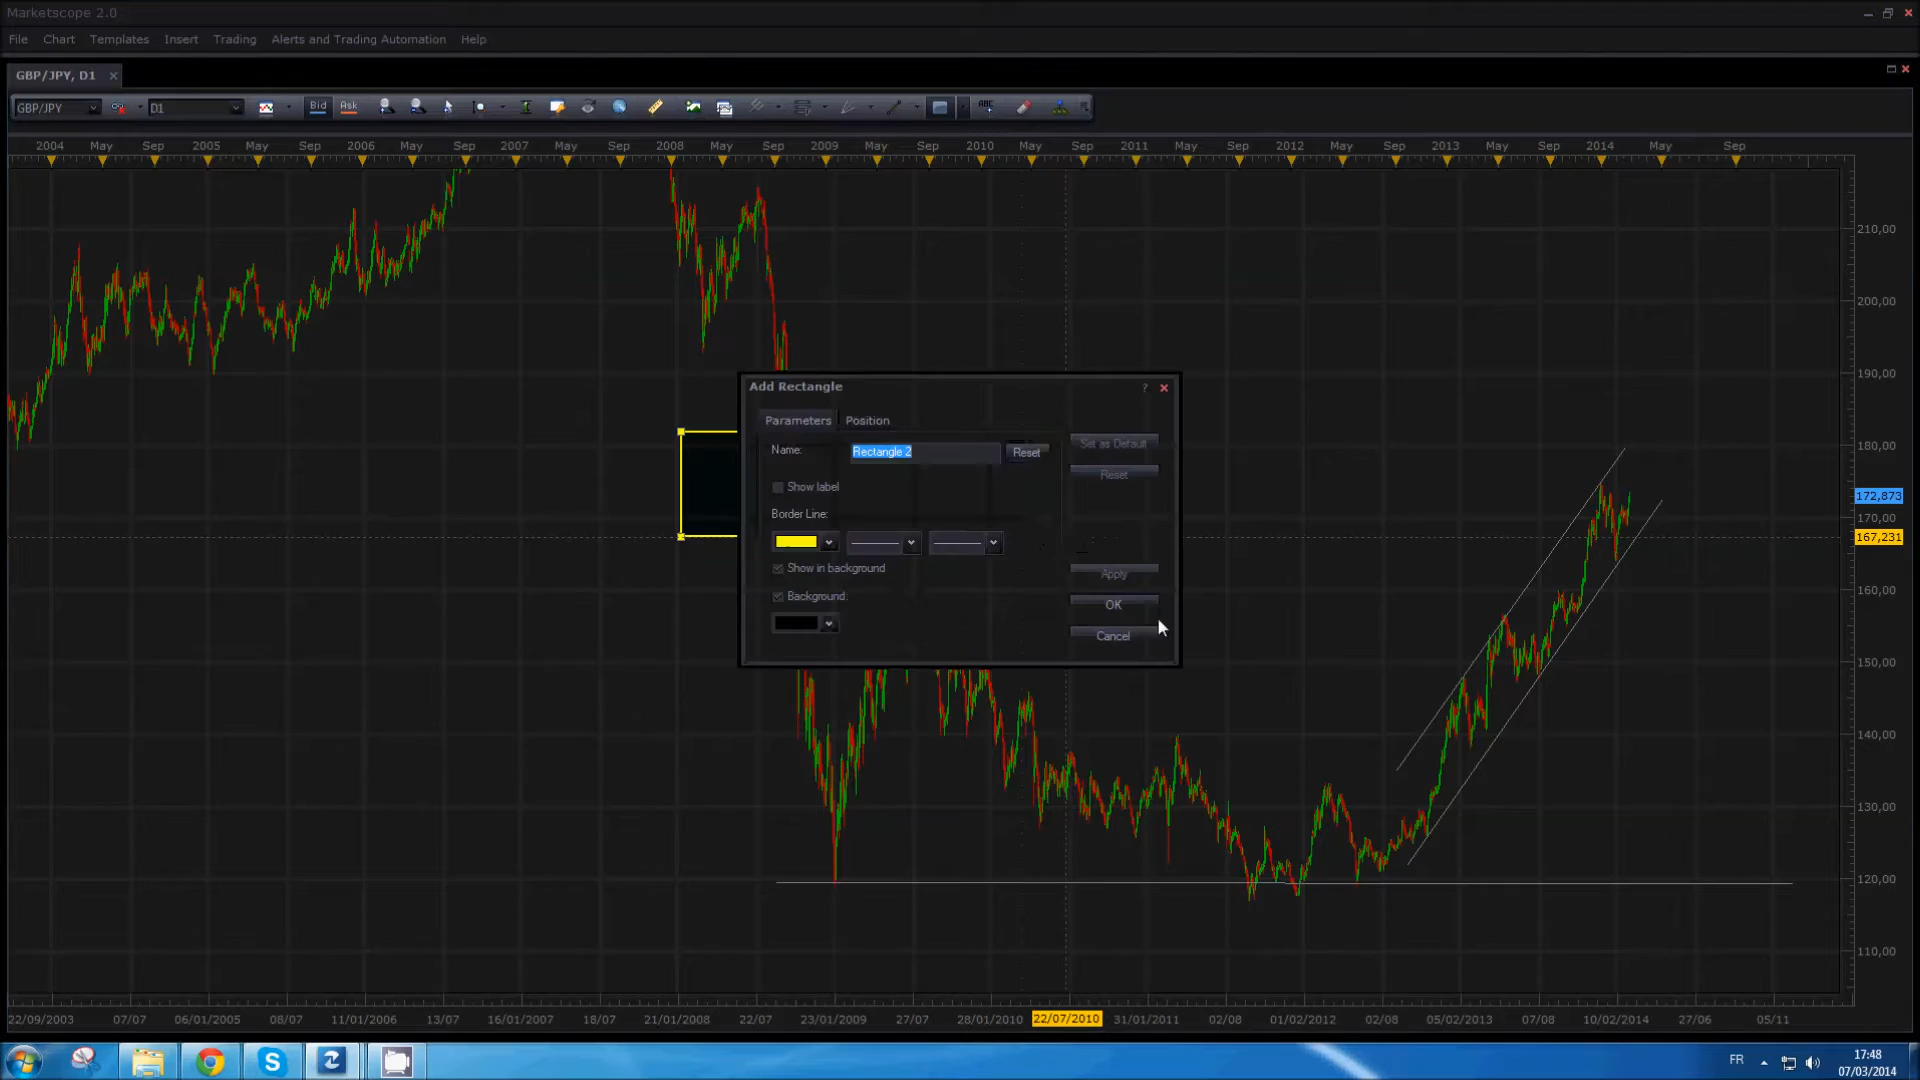 Marketscope 2.0
File Chart Templates Insert Trading Alerts and Trading Automation Help
GBP/JPY, D1
GBP/JPY D1 Bid Ask ABC
2004 May Sep 2005 May Sep 2006 May Sep 2007 May Sep 2008 May Sep 2009 May Sep 2010 May Sep 2011 May Sep 2012 May Sep 2013 May Sep 2014 May Sep
210,00
200,00
190,00
Add Rectangle ?
Parameters Position
Name: Rectangle 2 Reset
Set as Default
Reset
Show label
Border Line:
Show in background
Background:
Apply
OK
Cancel
180,00
172,873
170,00
167,231
160,00
150,00
140,00
130,00
120,00
110,00
22/09/2003 07/07 06/01/2005 08/07 11/01/2006 13/07 16/01/2007 18/07 21/01/2008 22/07 23/01/2009 27/07 28/01/2010 22/07/2010 31/01/2011 02/08 01/02/2012 02/08 05/02/2013 07/08 10/02/2014 27/06 05/11
FR
17:48
07/03/2014